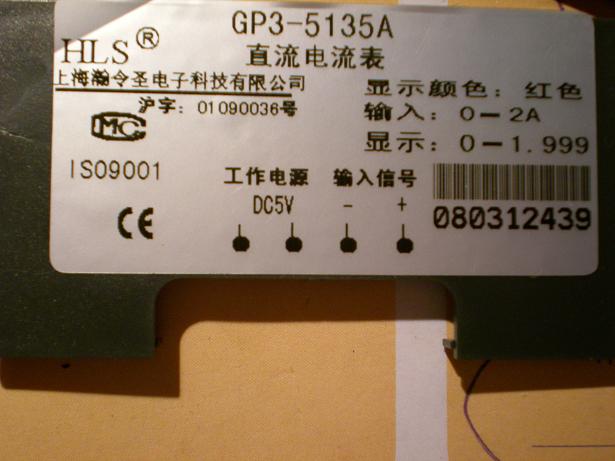 GP3-5135A
HLS®
直流电流表
上海瀚令圣电子科技有限公司
显示颜色：红色
沪字：01090036号
输入：0－2A
MC
显示：0－1.999
ISO9001
工作电源 输入信号
DC5V － ＋
080312439
CE